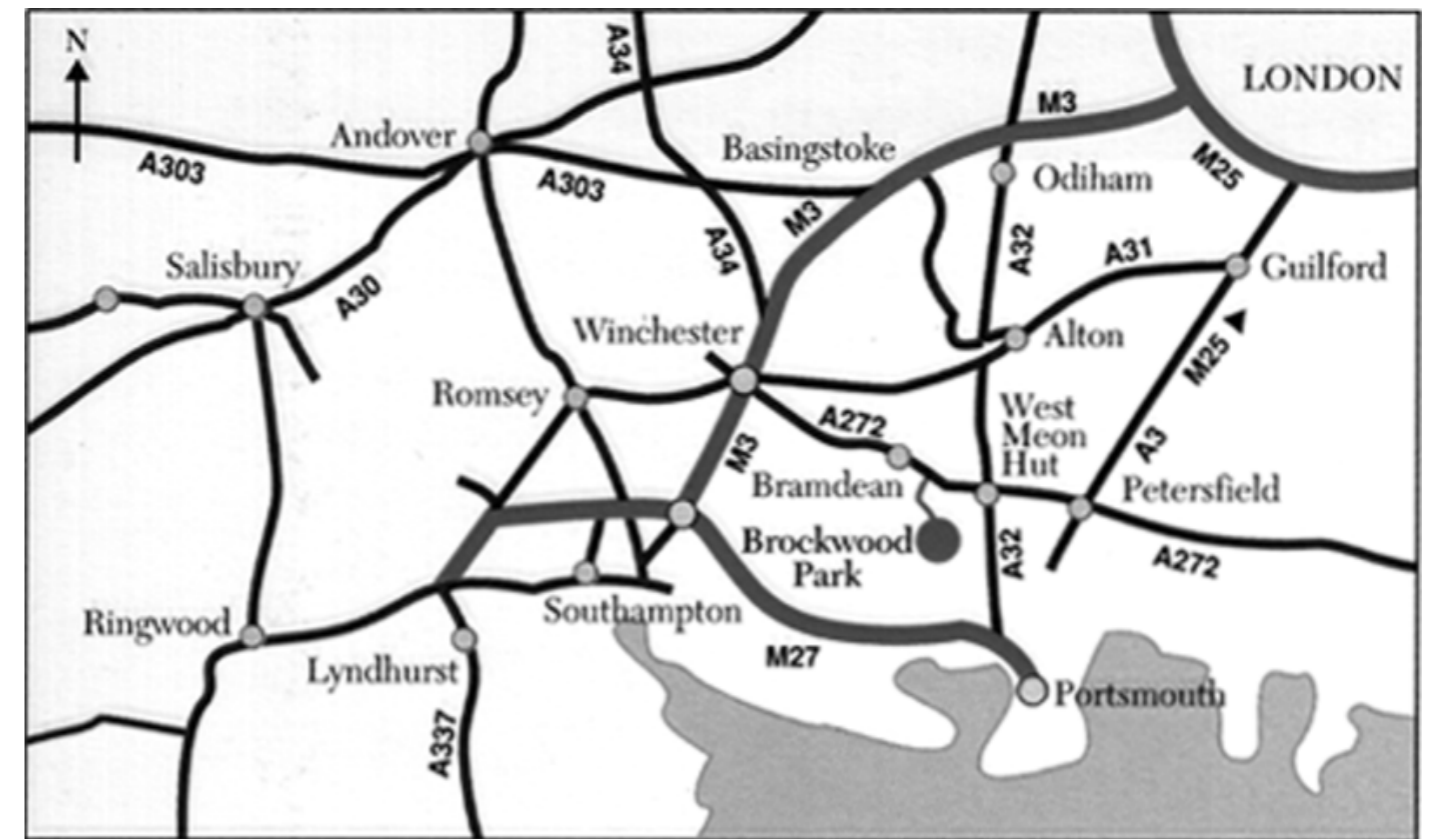 N
A34
LONDON
M3
Andover
Basingstoke
A303
A303
M25
Odiham
M3
A34
A32
A31
Salisbury
Guilford
A30
Winchester
Alton
M25
Romsey
A272
West
Meon
Hut
A3
M3
Bramdean
Petersfield
Brockwood
Park
A32
A272
Southampton
Ringwood
Lyndhurst
M27
Portsmouth
A337